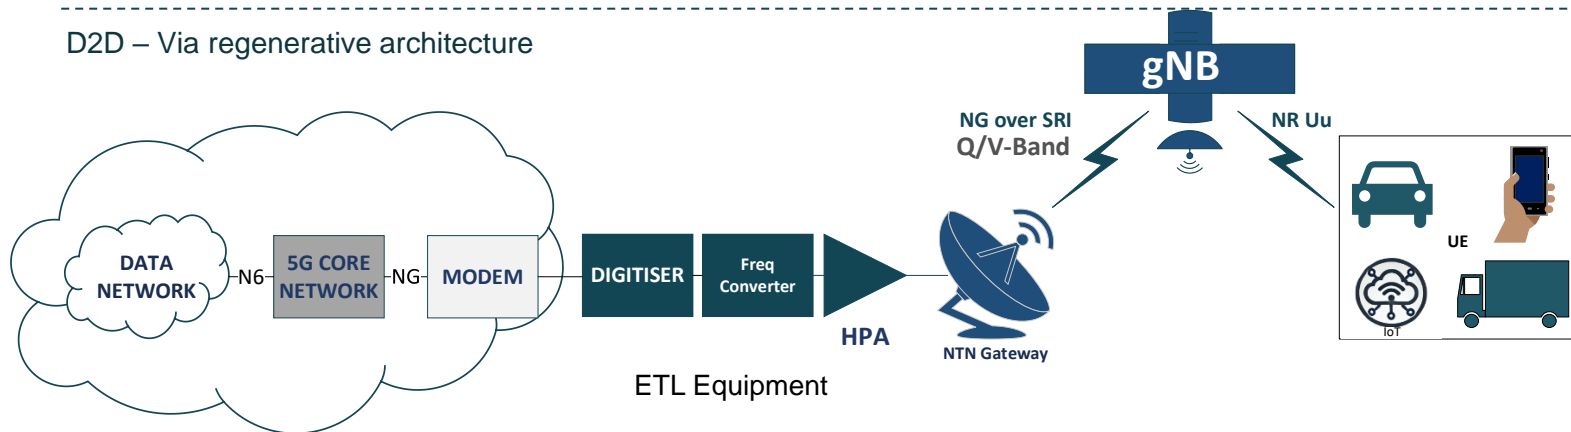 D2D – Via regenerative architecture
gNB
NG over SRI
Q/V-Band
NR Uu
DATA
NETWORK
N6
5G CORE
NETWORK
NG
MODEM
DIGITISER
Freq
Converter
HPA
NTN Gateway
UE
IoT
ETL Equipment